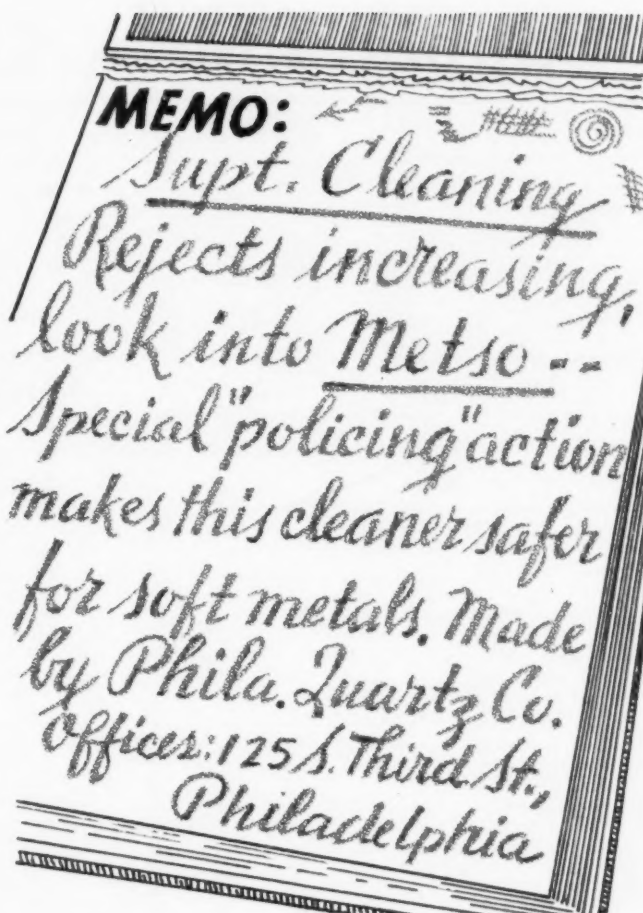 MEMO:
Supt. Cleaning
Rejects increasing,
look into Metso --
Special "policing" action
makes this cleaner safer
for soft metals. Made
by Phila. Quartz Co.
Offices: 125 S. Third St.,
Philadelphia